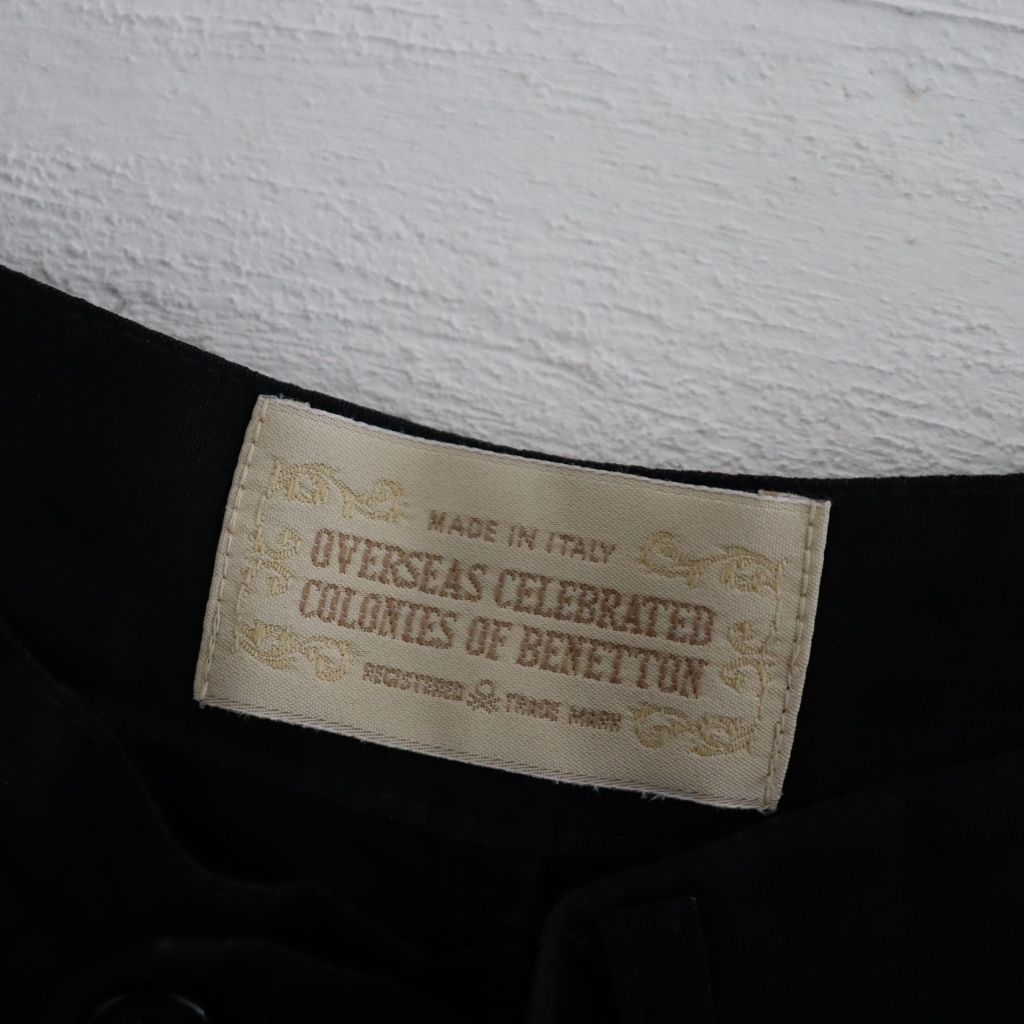 MADE IN ITALY
OVERSEAS CELEBRATED
COLONIES OF BENETTON
REGISTERED TRADE MARK